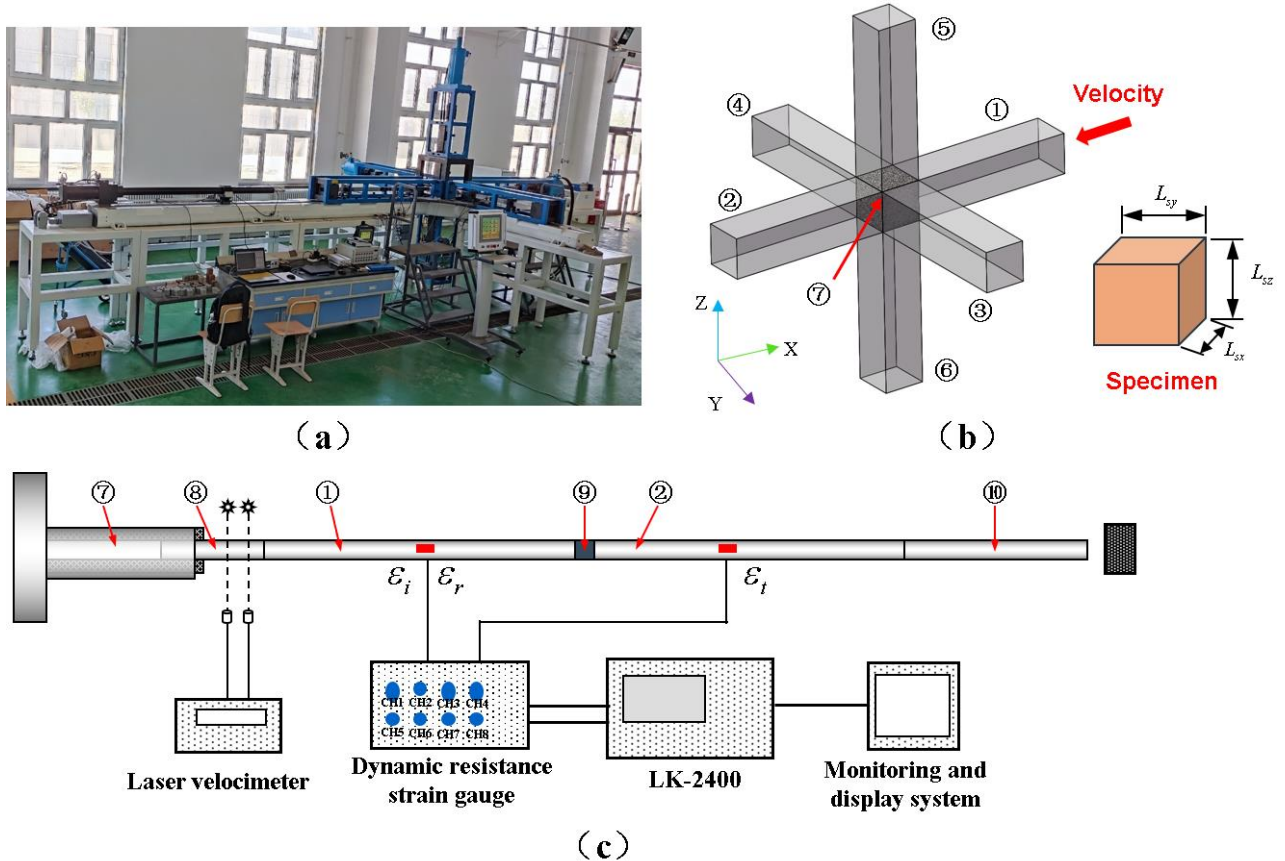 ⑤
④
①
Velocity
②
⑦
③
⑥
Z
X
Y
L_sy
L_sz
L_sx
Specimen
(a)
(b)
⑦ ⑧ ① ⑨ ② ⑩
ε_i ε_r ε_t
CH1 CH2 CH3 CH4
CH5 CH6 CH7 CH8
Laser velocimeter
Dynamic resistance
strain gauge
LK-2400
Monitoring and
display system
(c)